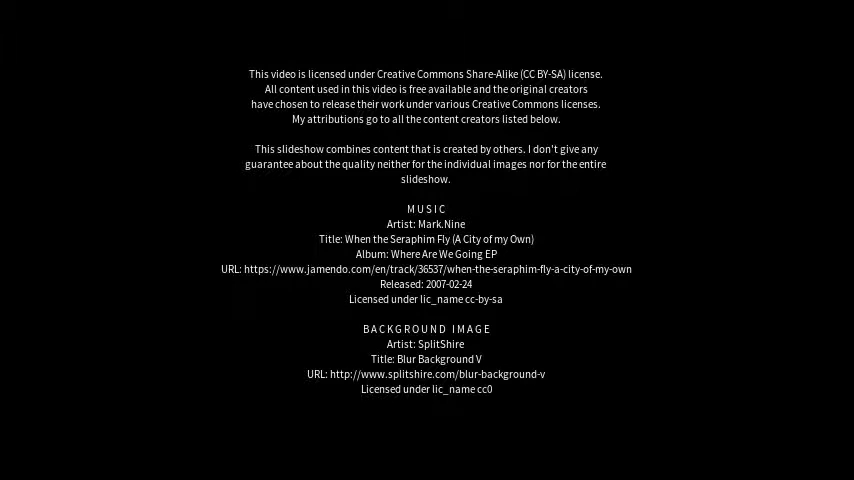 This video is licensed under Creative Commons Share-Alike (CC BY-SA) license.
All content used in this video is free available and the original creators
have chosen to release their work under various Creative Commons licenses.
My attributions go to all the content creators listed below.
This slideshow combines content that is created by others. I don't give any
guarantee about the quality neither for the individual images nor for the entire
slideshow.
MUSIC
Artist: Mark.Nine
Title: When the Seraphim Fly (A City of my Own)
Album: Where Are We Going EP
URL: https://www.jamendo.com/en/track/36537/when-the-seraphim-fly-a-city-of-my-own
Released: 2007-02-24
Licensed under lic_name cc-by-sa
BACKGROUND IMAGE
Artist: SplitShire
Title: Blur Background V
URL: http://www.splitshire.com/blur-background-v
Licensed under lic_name cc0